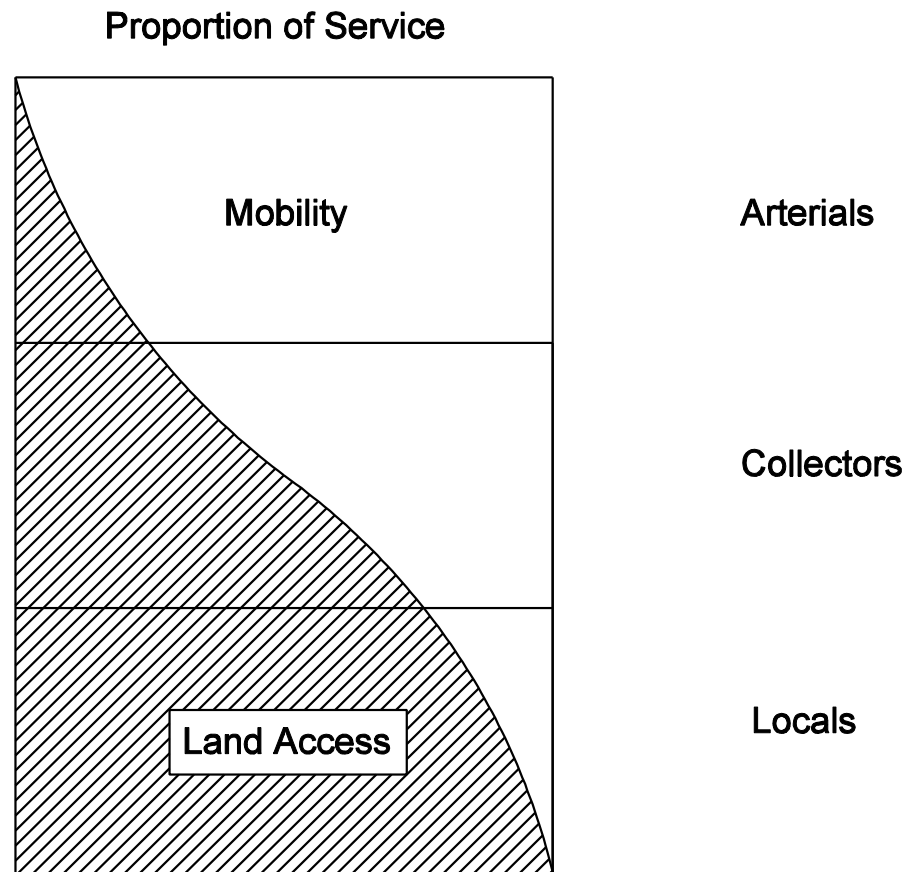 Proportion of Service
Mobility
Arterials
Collectors
Locals
Land Access